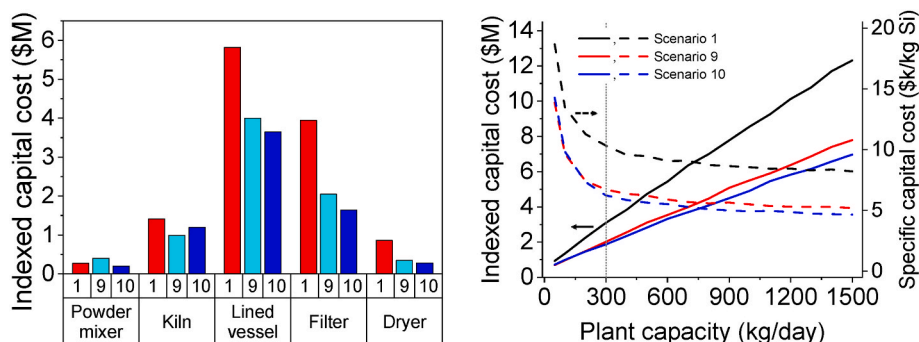 Indexed capital cost ($M)
6
5
4
3
2
1
0
1 9 10 1 9 10 1 9 10 1 9 10 1 9 10
Powder mixer
Kiln
Lined vessel
Filter
Dryer
Indexed capital cost ($M)
14
12
10
8
6
4
2
0
, Scenario 1
, Scenario 9
, Scenario 10
20
15
10
5
0
Specific capital cost ($k/kg Si)
0 300 600 900 1200 1500
Plant capacity (kg/day)